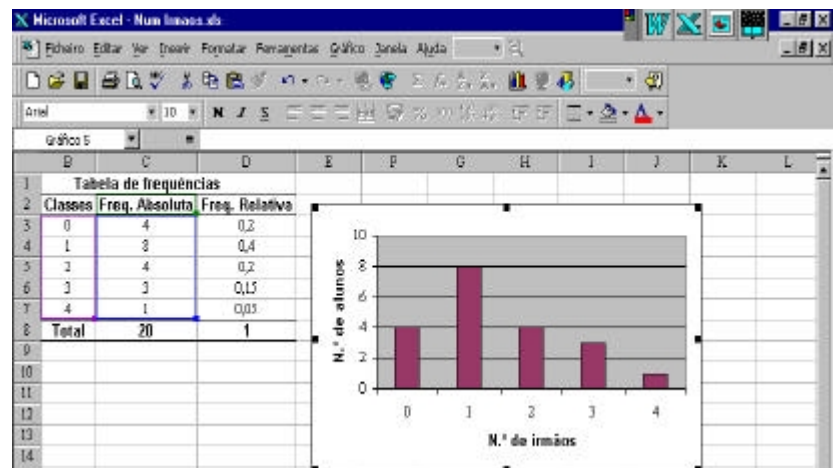 Microsoft Excel - Num Irmaos.xls
Ficheiro Editar Ver Inserir Formatar Ferramentas Gráfico Janela Ajuda
Arial 10 N I S
Gráfico 5
B C D E F G H I J K L
1 Tabela de frequências
2 Classes Freq. Absoluta Freq. Relativa
3 0 4 0,2
4 1 8 0,4
5 2 4 0,2
6 3 3 0,15
7 4 1 0,05
8 Total 20 1
9
10
11
12
13
14
10
8
6
4
2
0
N.º de alunos
0 1 2 3 4
N.º de irmãos